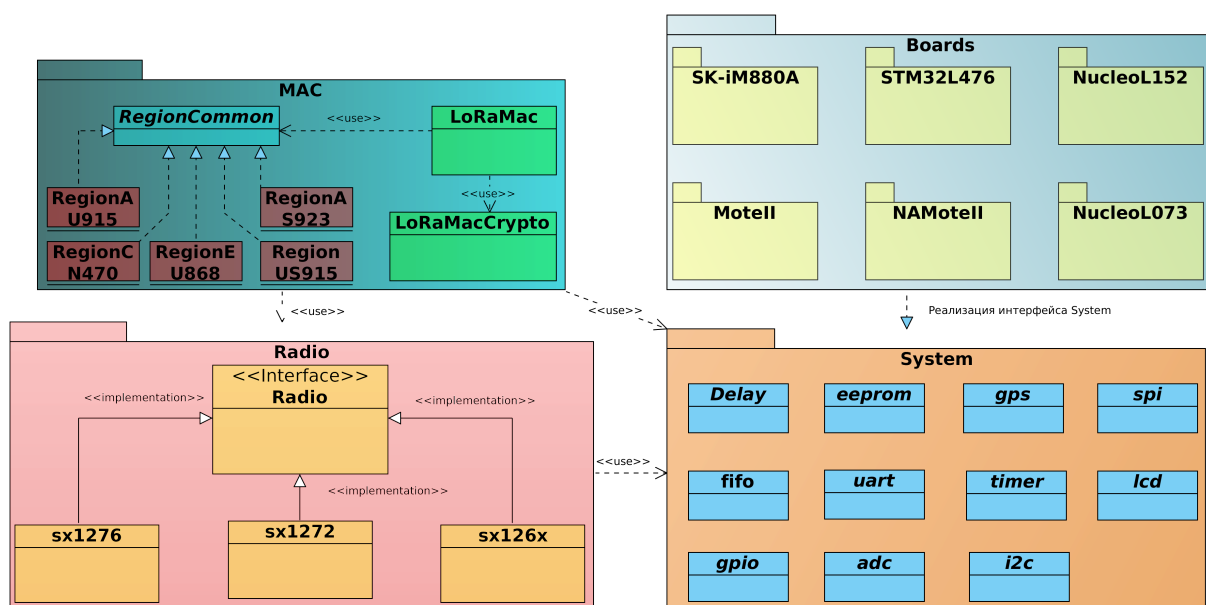 MAC
RegionCommon
<<use>>
LoRaMac
<<use>>
LoRaMacCrypto
RegionA
U915
RegionA
S923
RegionC
N470
RegionE
U868
Region
US915
Boards
SK-iM880A
STM32L476
NucleoL152
MoteII
NAMoteII
NucleoL073
<<use>>
<<use>>
Реализация интерфейса System
Radio
<<Interface>>
Radio
<<implementation>>
<<implementation>>
<<implementation>>
sx1276
sx1272
sx126x
<<use>>
System
Delay
eeprom
gps
spi
fifo
uart
timer
lcd
gpio
adc
i2c